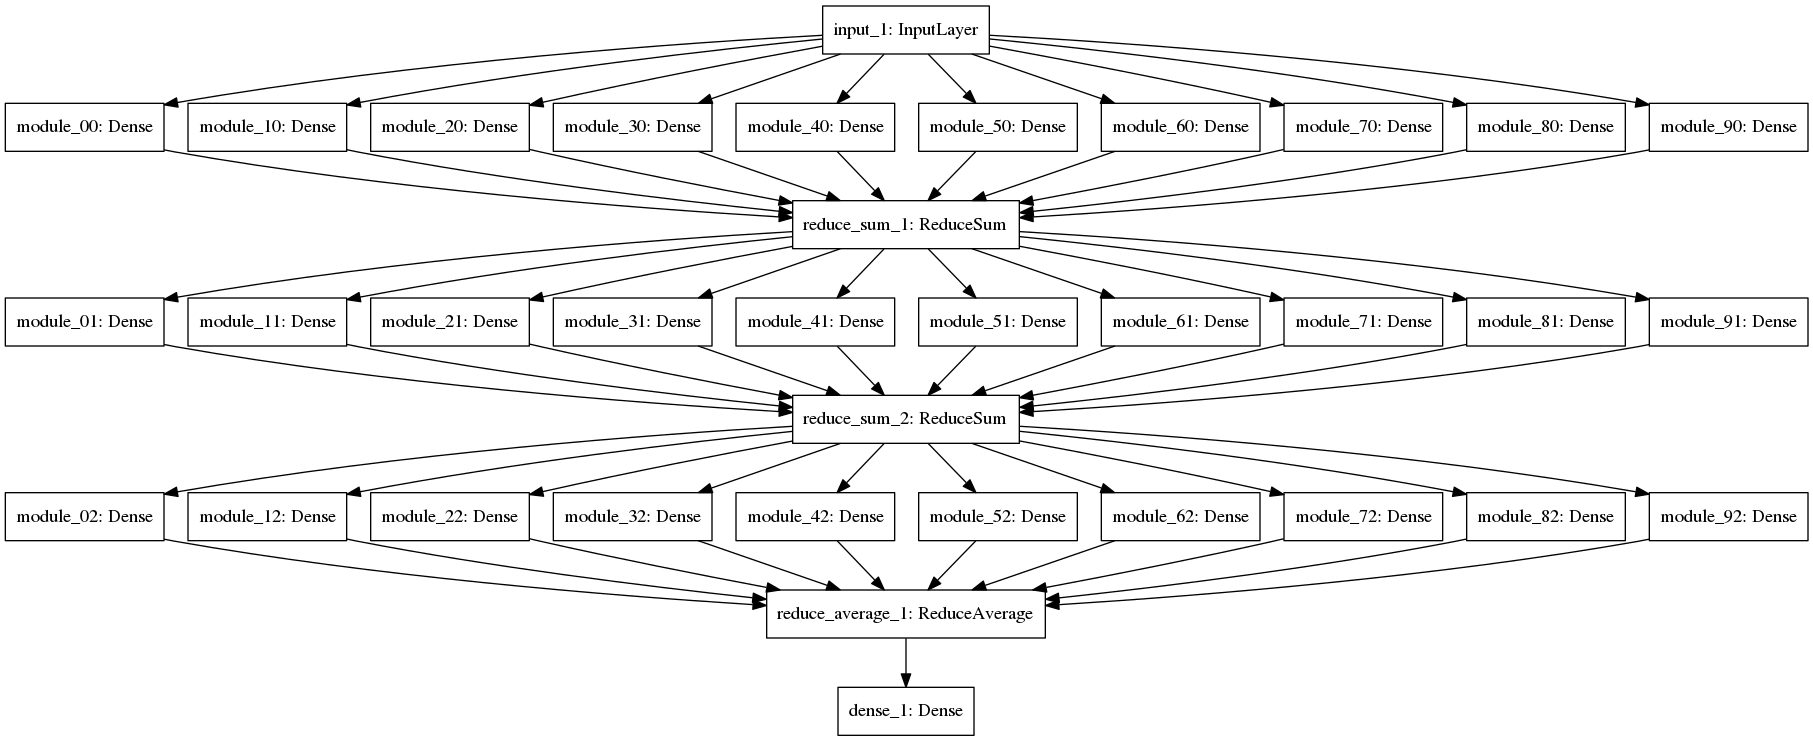 input_1: InputLayer
module_00: Dense
module_10: Dense
module_20: Dense
module_30: Dense
module_40: Dense
module_50: Dense
module_60: Dense
module_70: Dense
module_80: Dense
module_90: Dense
reduce_sum_1: ReduceSum
module_01: Dense
module_11: Dense
module_21: Dense
module_31: Dense
module_41: Dense
module_51: Dense
module_61: Dense
module_71: Dense
module_81: Dense
module_91: Dense
reduce_sum_2: ReduceSum
module_02: Dense
module_12: Dense
module_22: Dense
module_32: Dense
module_42: Dense
module_52: Dense
module_62: Dense
module_72: Dense
module_82: Dense
module_92: Dense
reduce_average_1: ReduceAverage
dense_1: Dense